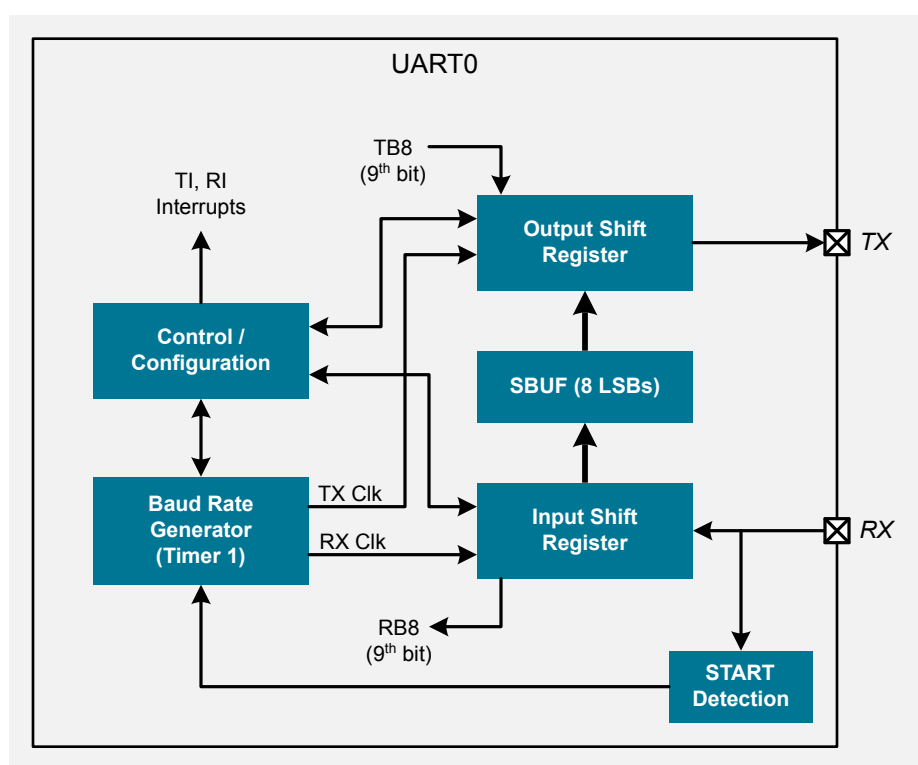 UART0
TB8
(9th bit)
TI, RI
Interrupts
Output Shift
Register
TX
Control /
Configuration
SBUF (8 LSBs)
Baud Rate
Generator
(Timer 1)
TX Clk
RX Clk
Input Shift
Register
RX
RB8
(9th bit)
START
Detection